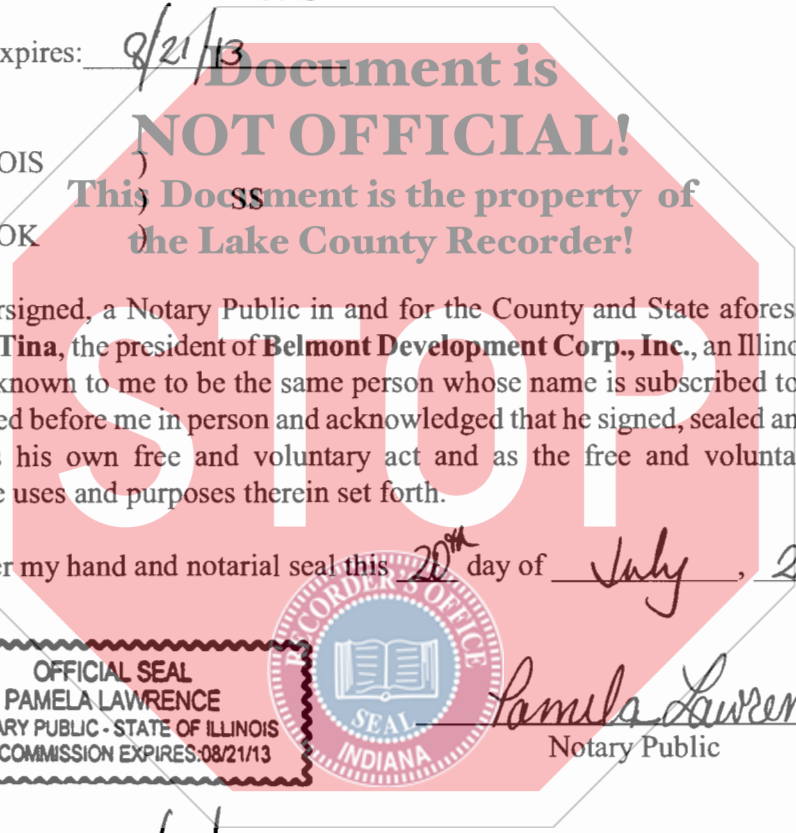 xpires: 8/21/13
Document is
NOT OFFICIAL!
OIS )
This Document is the property of
) SS
OK )
the Lake County Recorder!
rsigned, a Notary Public in and for the County and State afores
Tina, the president of Belmont Development Corp., Inc., an Illino
known to me to be the same person whose name is subscribed to
ed before me in person and acknowledged that he signed, sealed an
s his own free and voluntary act and as the free and volunta
e uses and purposes therein set forth.
STOP
er my hand and notarial seal this 20th day of July, 2
RECORDER'S OFFICE
SEAL
INDIANA
OFFICIAL SEAL
PAMELA LAWRENCE
ARY PUBLIC - STATE OF ILLINOIS
COMMISSION EXPIRES:08/21/13
Pamela Lawren
Notary Public